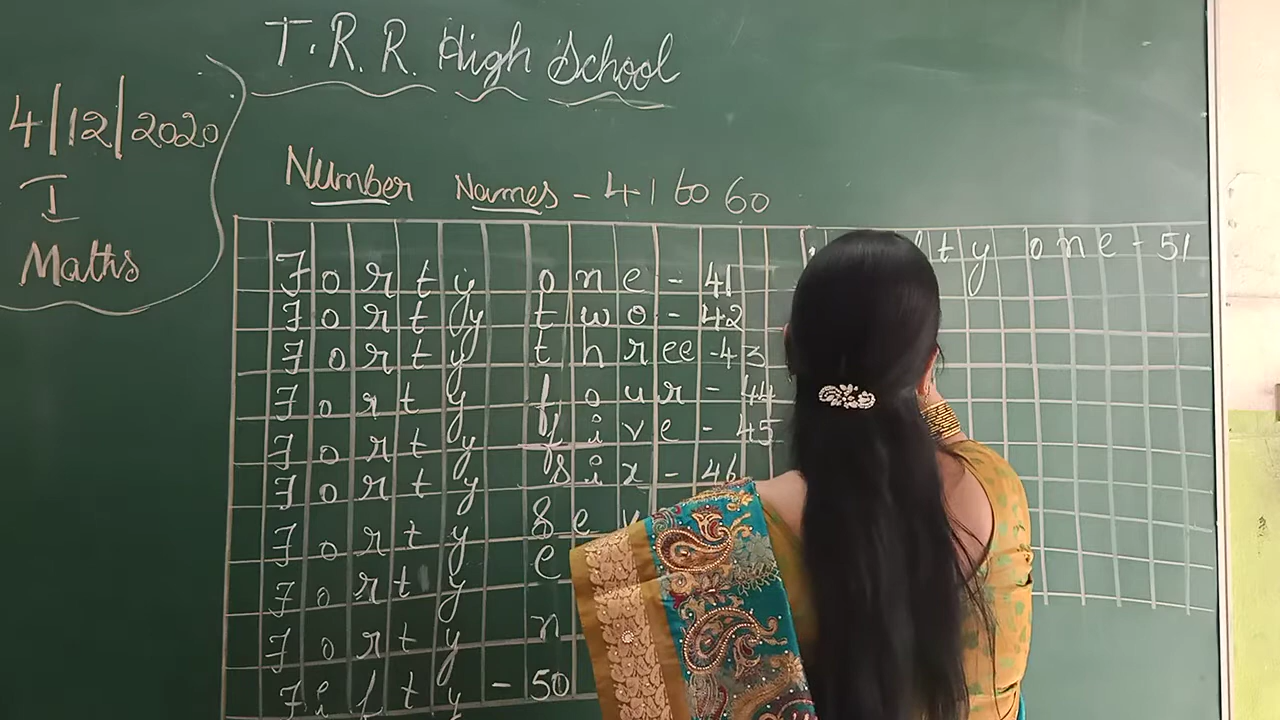 T.R.R. High School
4/12/2020
I
Maths
Number Names - 41 to 60
Forty one - 41
Forty two - 42
Forty three - 43
Forty four - 44
Forty five - 45
Forty six - 46
Forty
Forty
Forty
Fifty - 50
ty one - 51